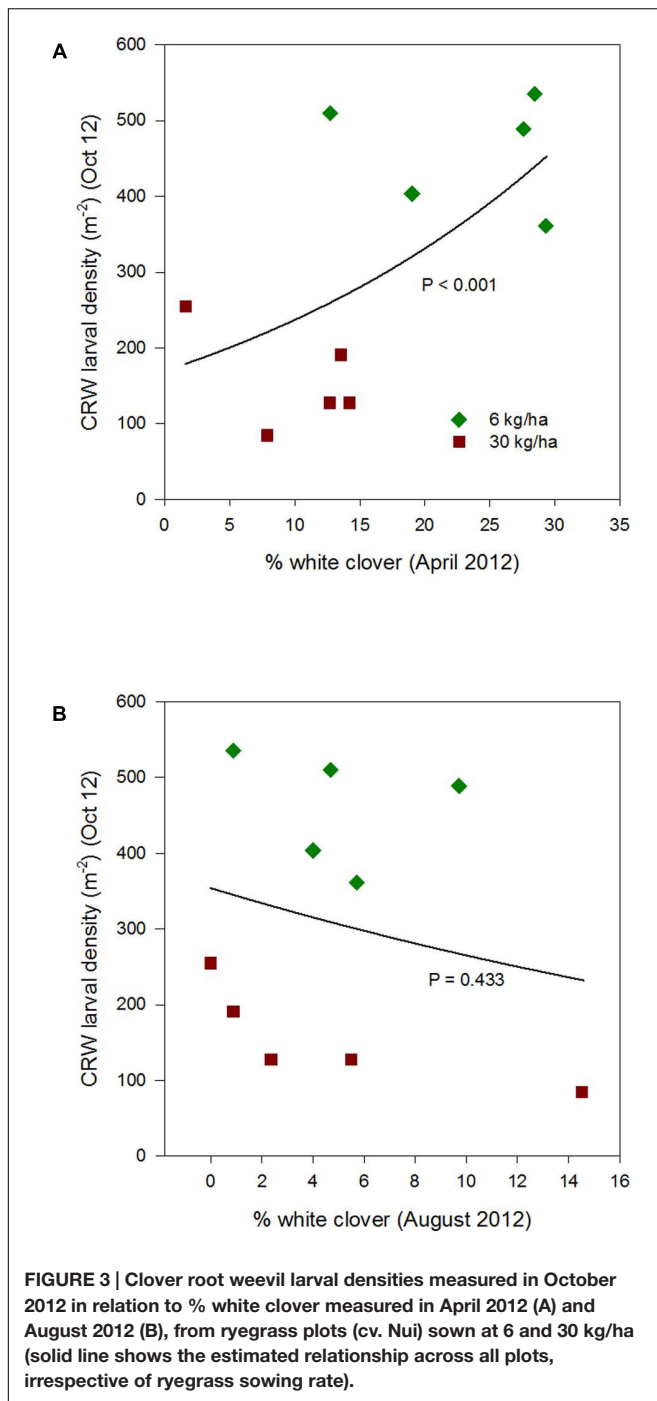 A
600
500
400
300
200
100
0
CRW larval density (m-2) (Oct 12)
P < 0.001
6 kg/ha
30 kg/ha
0 5 10 15 20 25 30 35
% white clover (April 2012)
B
600
500
400
300
200
100
0
CRW larval density (m-2) (Oct 12)
P = 0.433
0 2 4 6 8 10 12 14 16
% white clover (August 2012)
FIGURE 3 | Clover root weevil larval densities measured in October
2012 in relation to % white clover measured in April 2012 (A) and
August 2012 (B), from ryegrass plots (cv. Nui) sown at 6 and 30 kg/ha
(solid line shows the estimated relationship across all plots,
irrespective of ryegrass sowing rate).